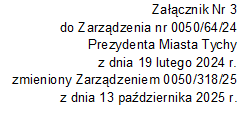 Załącznik Nr 3
do Zarządzenia nr 0050/64/24
Prezydenta Miasta Tychy
z dnia 19 lutego 2024 r.
zmieniony Zarządzeniem 0050/318/25
z dnia 13 października 2025 r.